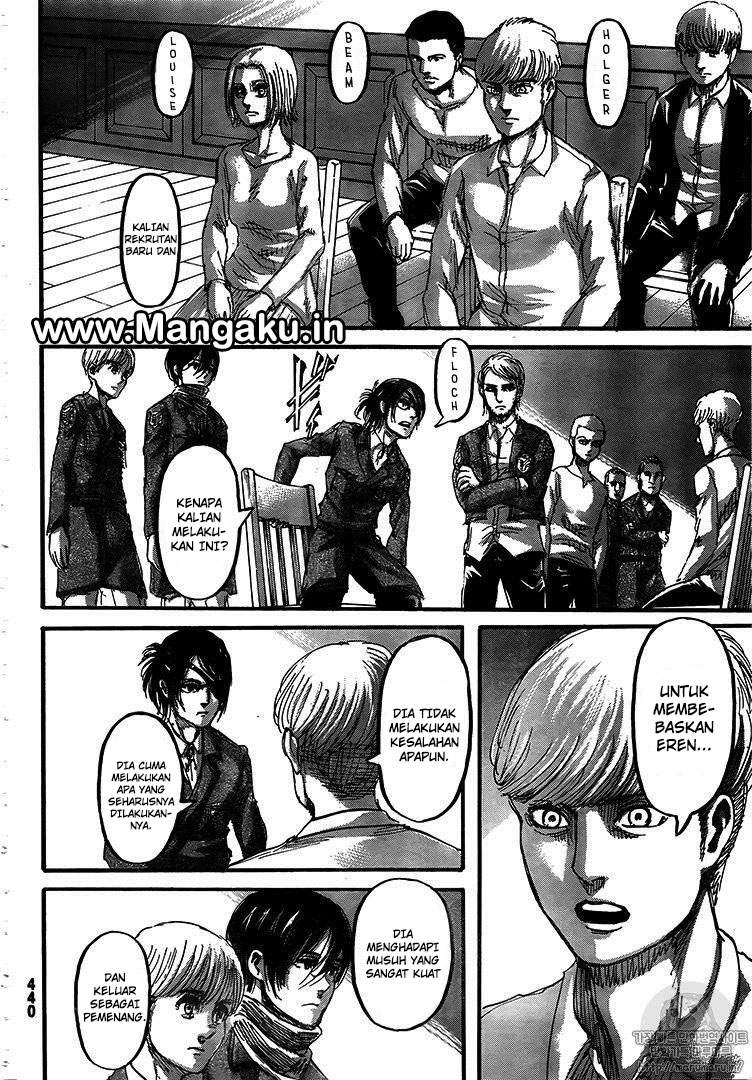 HOLGER
BEAM
LOUISE
KALIAN
REKRUTAN
BARU DAN
www.Mangaku.in
FLOCH
KENAPA
KALIAN
MELAKU-
KAN INI?
UNTUK
MEMBE-
BASKAN
EREN...
DIA TIDAK
MELAKUKAN
KESALAHAN
APAPUN.
DIA CUMA
MELAKUKAN
APA YANG
SEHARUSNYA
DILAKUKAN-
NYA.
DIA
MENGHADAPI
MUSUH YANG
SANGAT KUAT
DAN
KELUAR
SEBAGAI
PEMENANG.
440